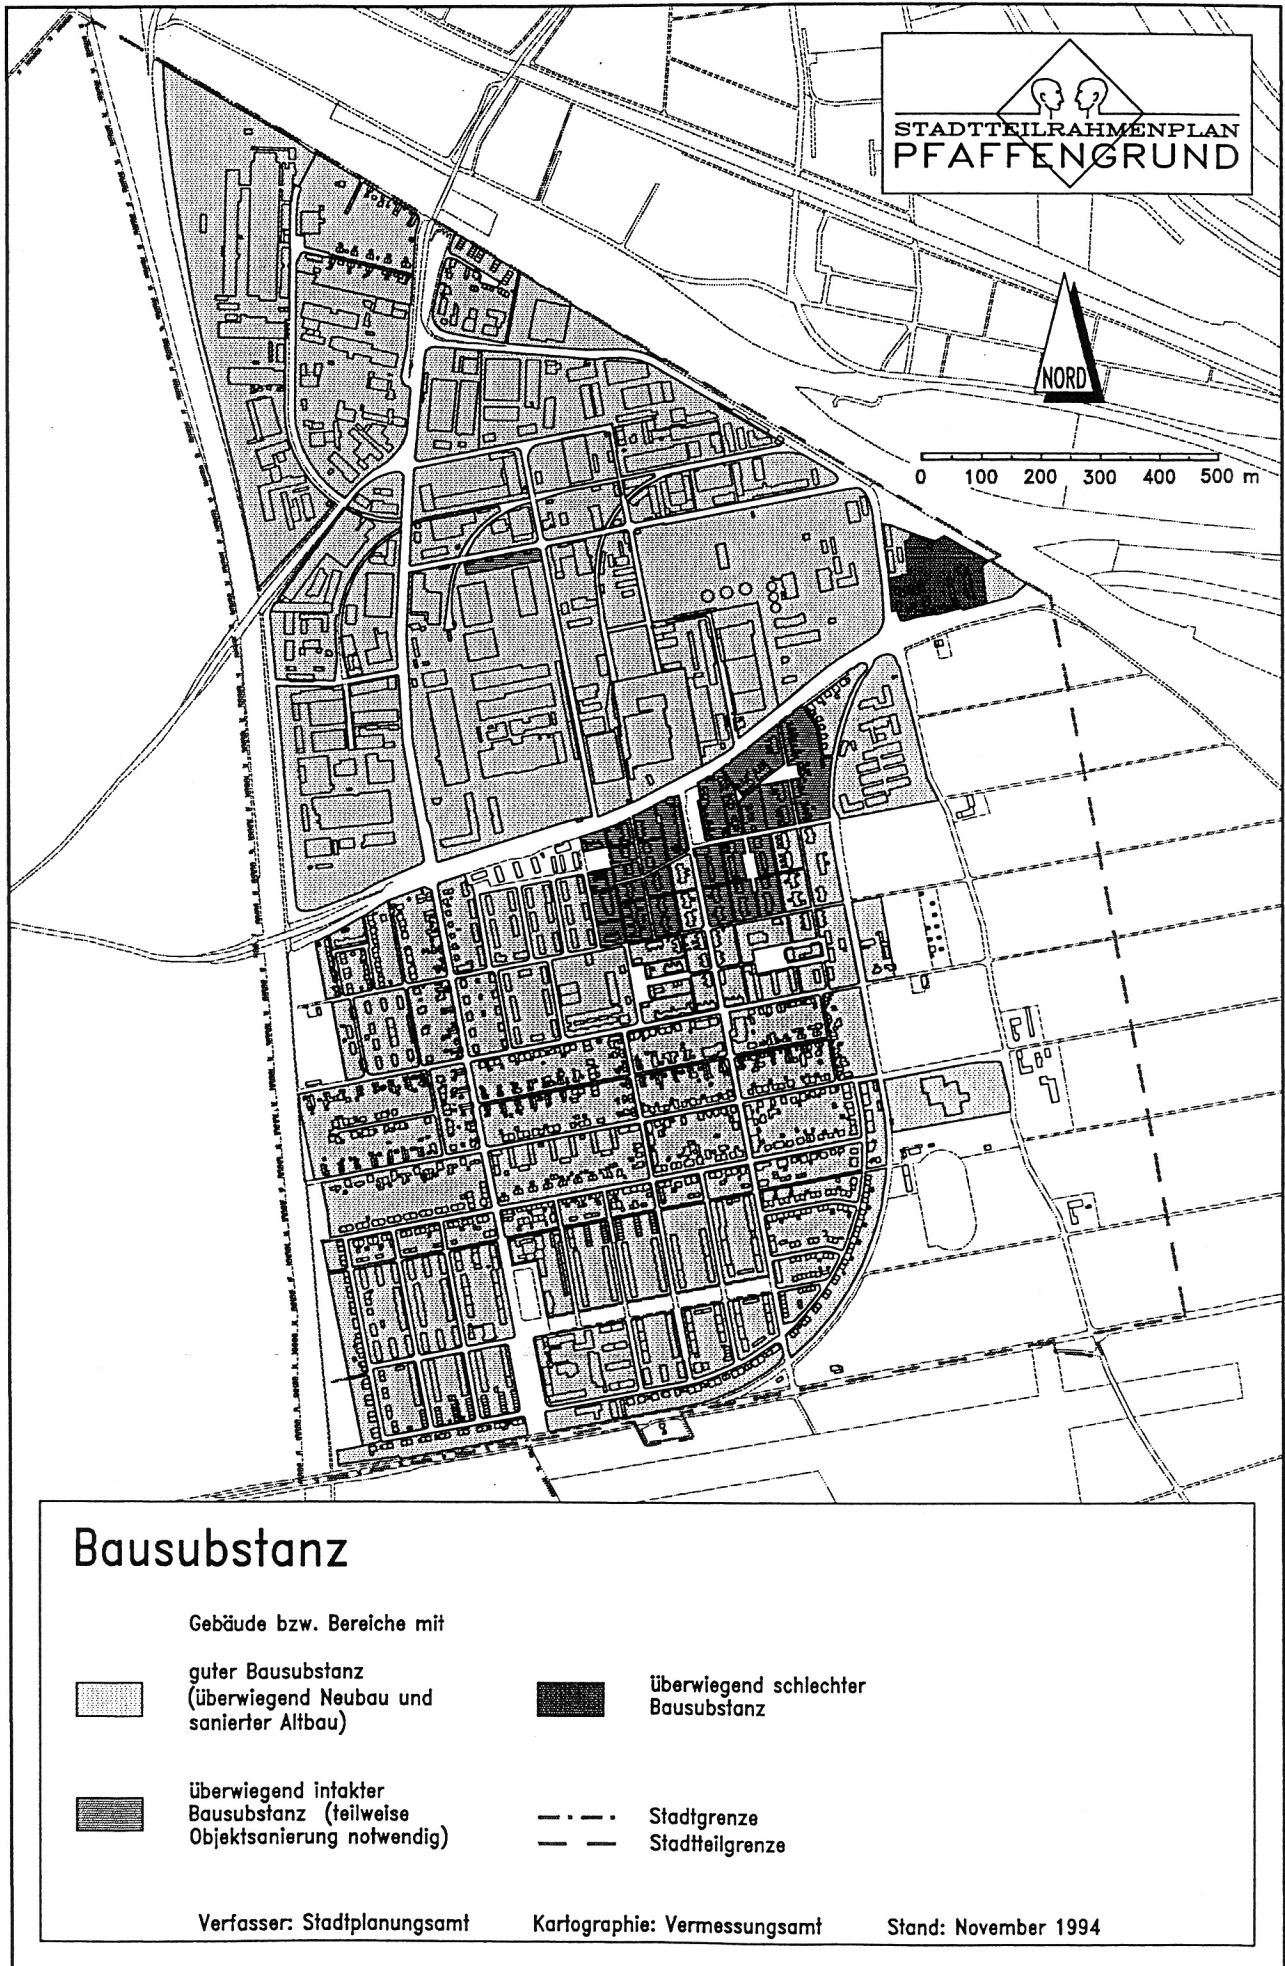 STADTTEILRAHMENPLAN
PFAFFENGRUND
NORD
0 100 200 300 400 500 m
Bausubstanz
Gebäude bzw. Bereiche mit
guter Bausubstanz
(überwiegend Neubau und
sanierter Altbau)
überwiegend schlechter
Bausubstanz
überwiegend intakter
Bausubstanz (teilweise
Objektsanierung notwendig)
Stadtgrenze
Stadtteilgrenze
Verfasser: Stadtplanungsamt Kartographie: Vermessungsamt Stand: November 1994